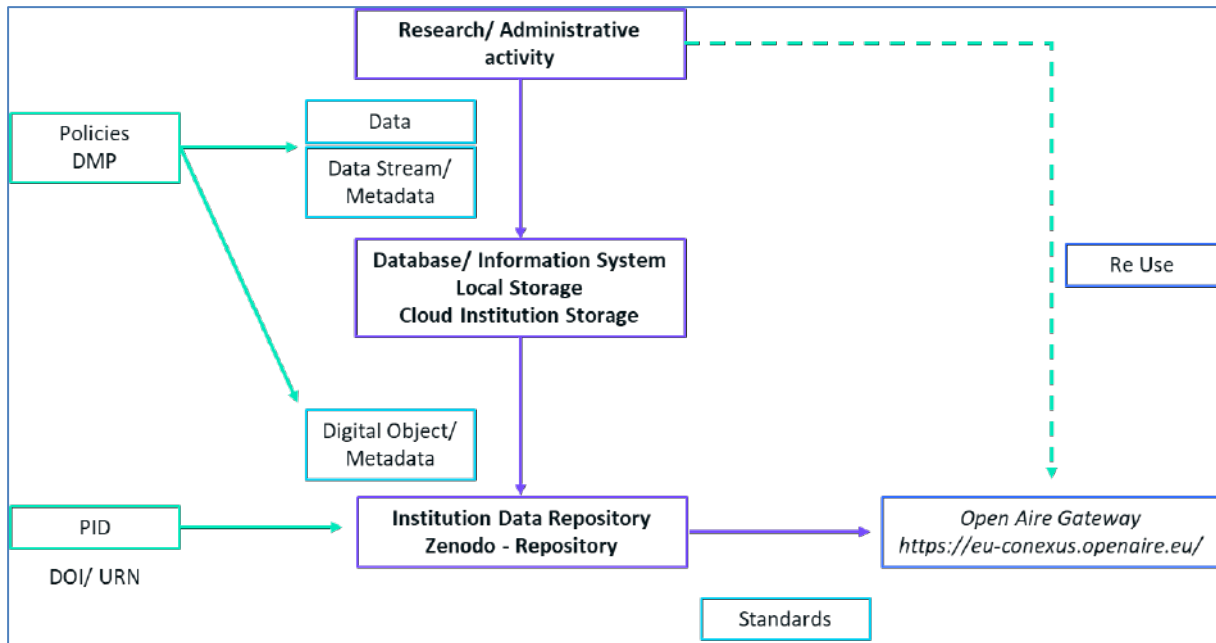 Research/ Administrative
activity
Policies
DMP
Data
Data Stream/
Metadata
Database/ Information System
Local Storage
Cloud Institution Storage
Re Use
Digital Object/
Metadata
PID
DOI/ URN
Institution Data Repository
Zenodo - Repository
Open Aire Gateway
https://eu-conexus.openaire.eu/
Standards